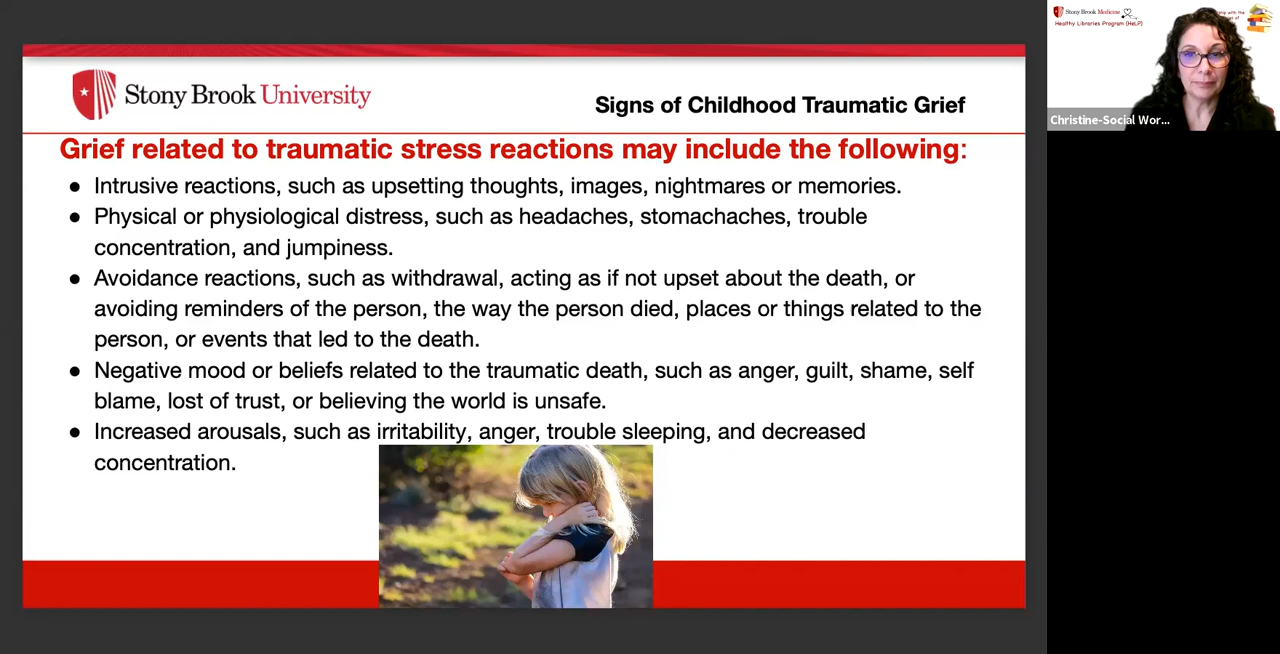 Stony Brook University
Signs of Childhood Traumatic Grief
Grief related to traumatic stress reactions may include the following:
● Intrusive reactions, such as upsetting thoughts, images, nightmares or memories.
● Physical or physiological distress, such as headaches, stomachaches, trouble
concentration, and jumpiness.
● Avoidance reactions, such as withdrawal, acting as if not upset about the death, or
avoiding reminders of the person, the way the person died, places or things related to the
person, or events that led to the death.
● Negative mood or beliefs related to the traumatic death, such as anger, guilt, shame, self
blame, lost of trust, or believing the world is unsafe.
● Increased arousals, such as irritability, anger, trouble sleeping, and decreased
concentration.
Stony Brook Medicine
Healthy Libraries Program (HeLP)
with the
of
Christine-Social Wor...